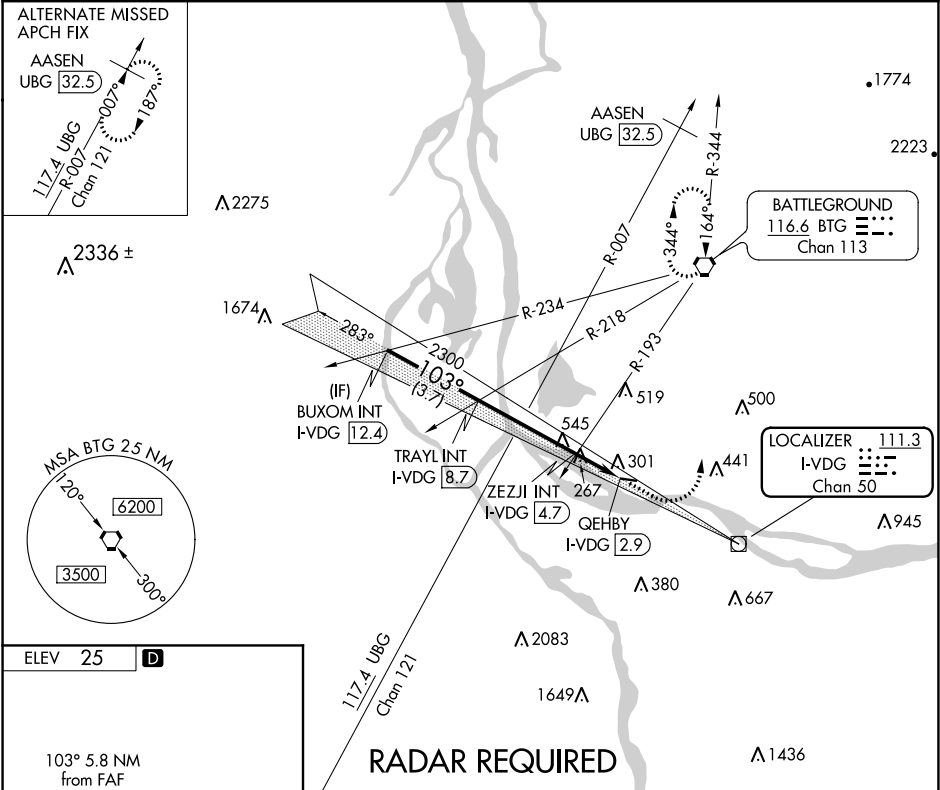 ALTERNATE MISSED
APCH FIX
AASEN
UBG 32.5
007°
187°
117.4 UBG
R-007
Chan 121
2275
2336 ±
1774
2223
AASEN
UBG 32.5
R-344
R-007
344°
164°
BATTLEGROUND
116.6 BTG
Chan 113
1674
283°
R-234
R-218
R-193
2300
103°
(3.7)
(IF)
BUXOM INT
I-VDG 12.4
TRAYL INT
I-VDG 8.7
545
519
500
301
267
441
ZEZJI INT
I-VDG 4.7
QEHBY
I-VDG 2.9
LOCALIZER 111.3
I-VDG
Chan 50
945
380
667
MSA BTG 25 NM
120°
6200
3500
300°
2083
1649
1436
117.4 UBG
Chan 121
ELEV 25 D
103° 5.8 NM
from FAF
RADAR REQUIRED